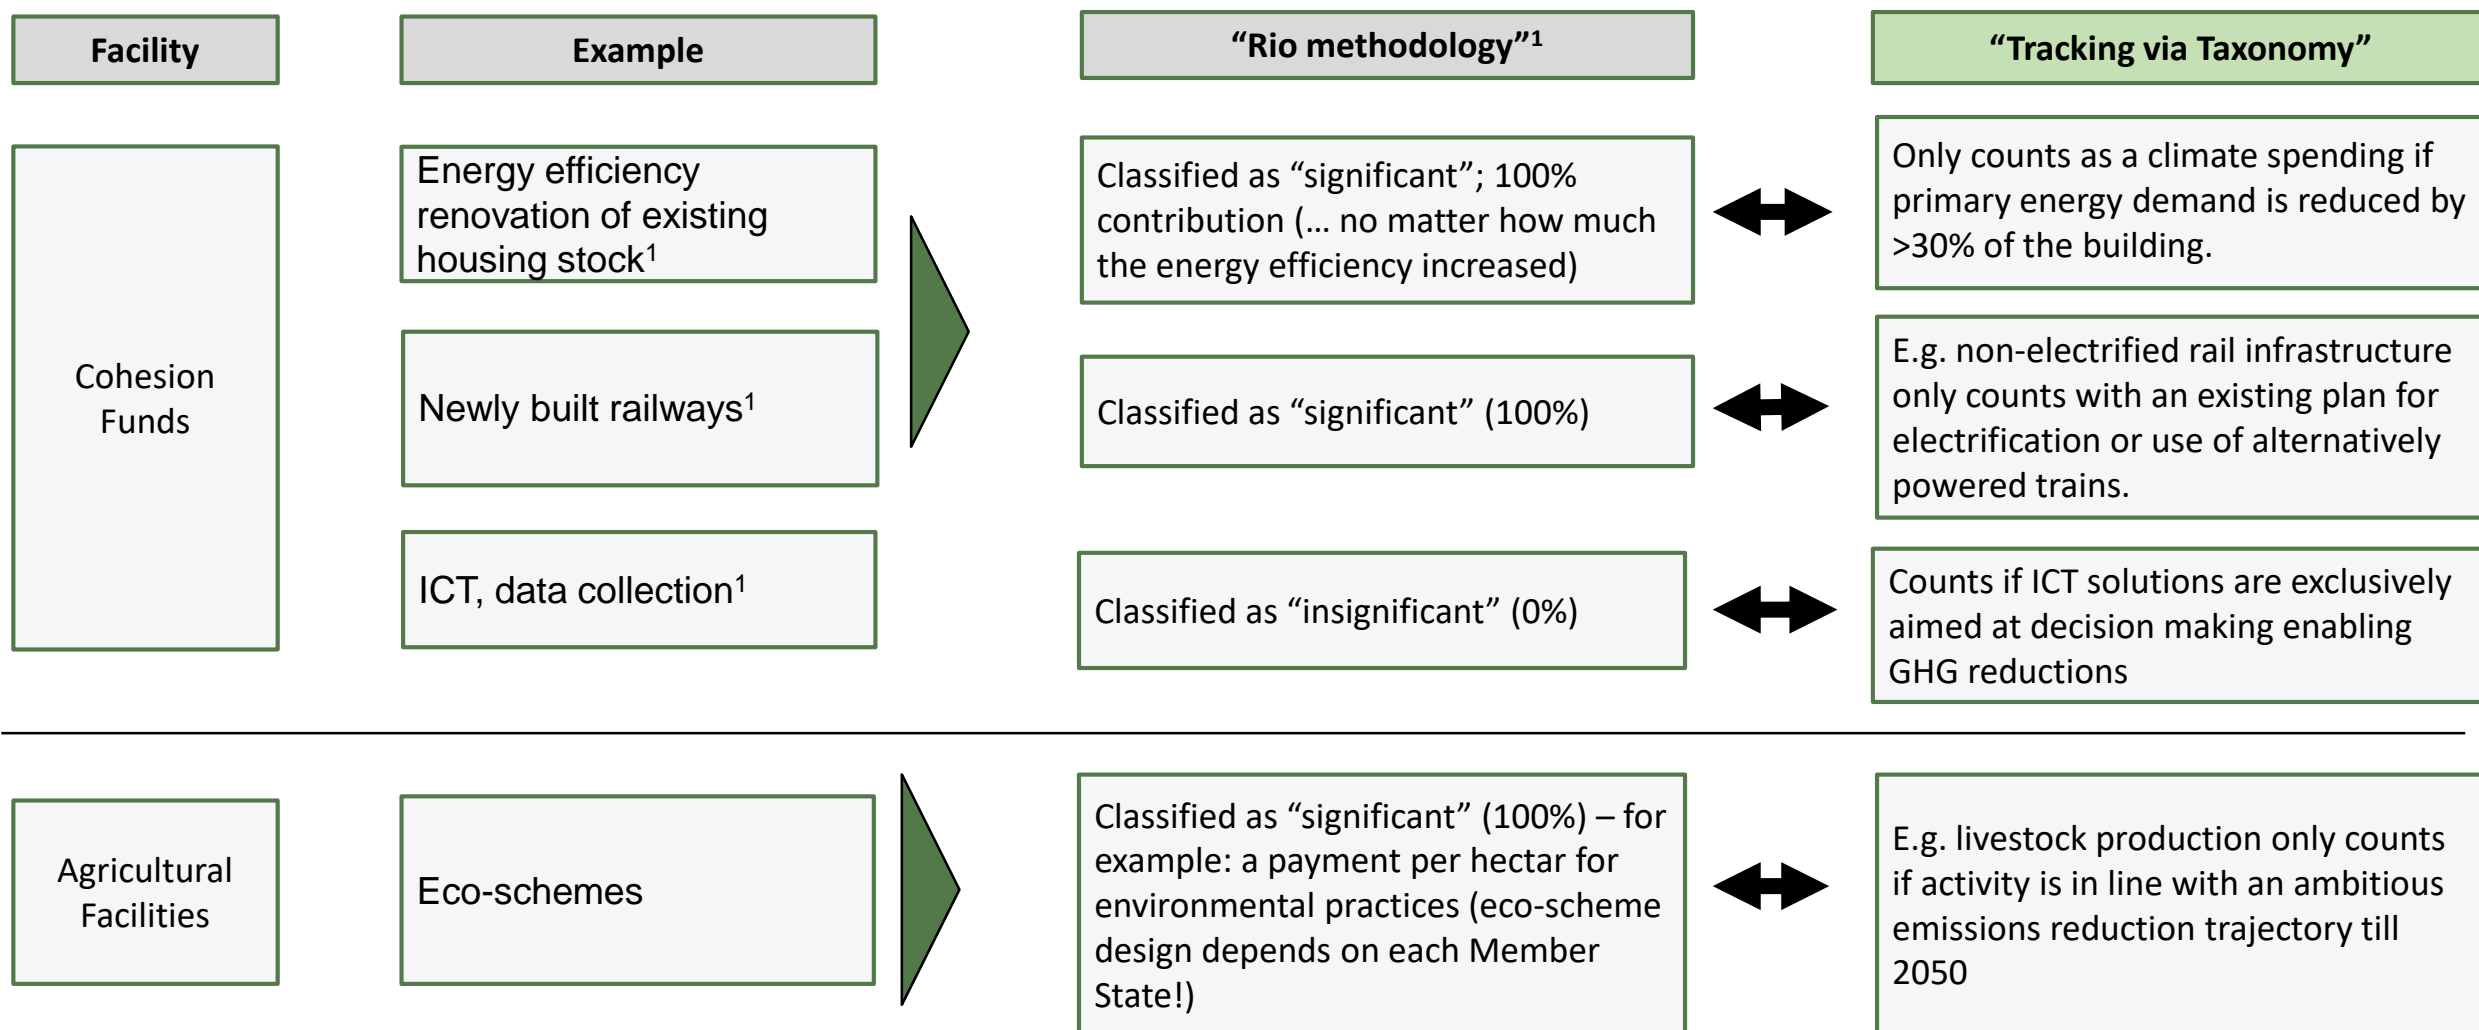 Facility
Example
“Rio methodology”1
“Tracking via Taxonomy”
Cohesion
Funds
Energy efficiency
renovation of existing
housing stock1
Classified as “significant”; 100%
contribution (… no matter how much
the energy efficiency increased)
Only counts as a climate spending if
primary energy demand is reduced by
>30% of the building.
Newly built railways1
Classified as “significant” (100%)
E.g. non-electrified rail infrastructure
only counts with an existing plan for
electrification or use of alternatively
powered trains.
ICT, data collection1
Classified as “insignificant” (0%)
Counts if ICT solutions are exclusively
aimed at decision making enabling
GHG reductions
Agricultural
Facilities
Eco-schemes
Classified as “significant” (100%) – for
example: a payment per hectar for
environmental practices (eco-scheme
design depends on each Member
State!)
E.g. livestock production only counts
if activity is in line with an ambitious
emissions reduction trajectory till
2050